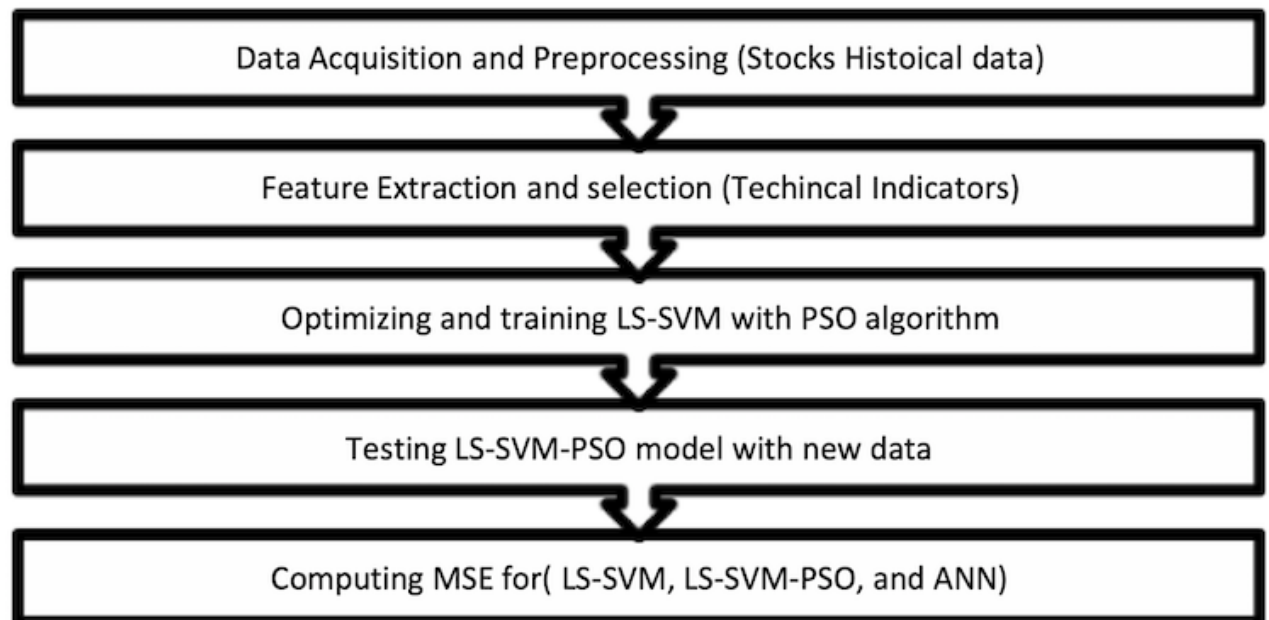 Data Acquisition and Preprocessing (Stocks Histoical data)
Feature Extraction and selection (Techincal Indicators)
Optimizing and training LS-SVM with PSO algorithm
Testing LS-SVM-PSO model with new data
Computing MSE for( LS-SVM, LS-SVM-PSO, and ANN)